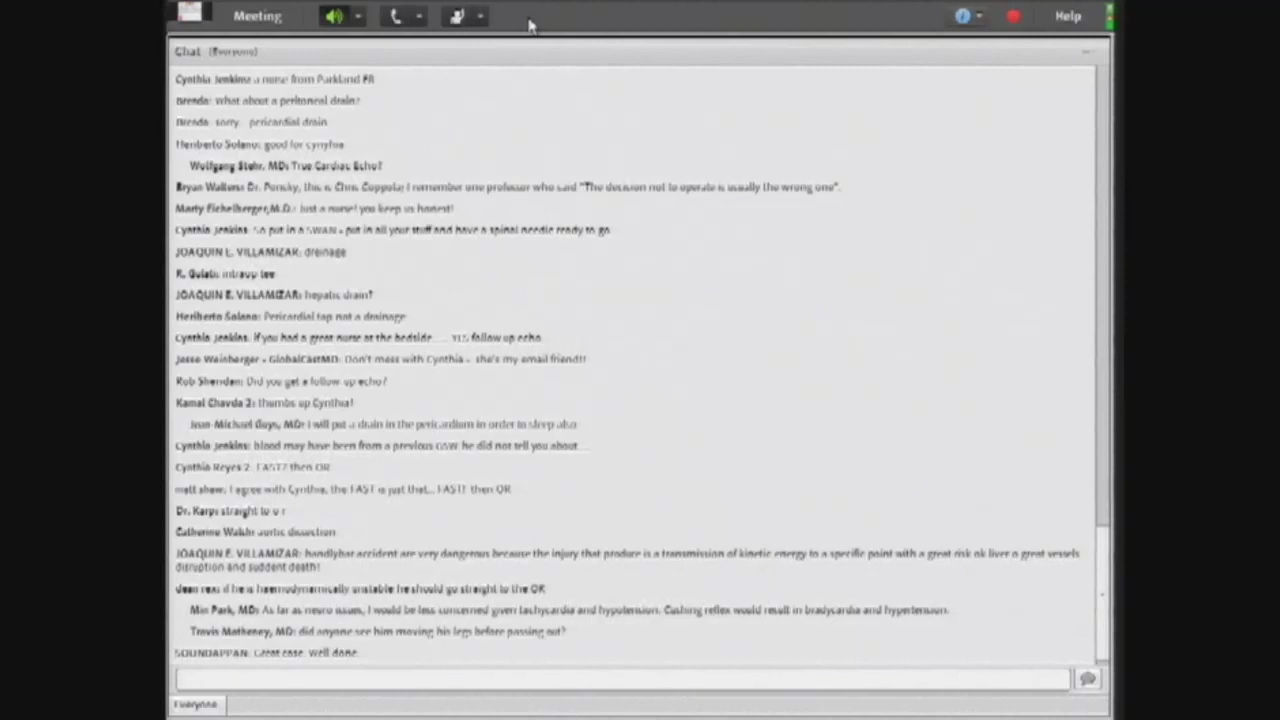 Meeting
Help
Chat (Everyone)
Cynthia Jenkins: a nurse from Parkland ER
Brenda: What about a peritoneal drain?
Brenda: sorry... pericardial drain
Heriberto Solano: good for cynyhia
Wolfgang Stehr, MD: True Cardiac Echo?
Bryan Walters: Dr. Ponsky, this is Chris Coppola; I remember one professor who said "The decision not to operate is usually the wrong one".
Marty Eichelberger,M.D.: Just a nurse! you keep us honest!
Cynthia Jenkins: So put in a SWAN - put in all your stuff and have a spinal needle ready to go
JOAQUIN E. VILLAMIZAR: dreinage
R. Gulati: intraop tee
JOAQUIN E. VILLAMIZAR: hepatic drain?
Heriberto Solano: Pericardial tap not a drainage
Cynthia Jenkins: if you had a great nurse at the bedside..... YES follow up echo
Jesse Weinberger - GlobalCastMD: Don't mess with Cynthia - she's my email friend!!
Rob Sheridan: Did you get a follow up echo?
Kamal Chavda 2: thumbs up Cynthia!
Jean-Michael Guys, MD: I will put a drain in the pericardium in order to sleep also
Cynthia Jenkins: blood may have been from a previous GSW he did not tell you about...
Cynthia Reyes 2: FAST? then OR
matt shaw: I agree with Cynthia, the FAST is just that... FAST! then OR
Dr. Karp: straight to o r
Catherine Walsh: aortic dissection
JOAQUIN E. VILLAMIZAR: handlybar accident are very dangerous because the injury that produce is a transmission of kinetic energy to a specific point with a great risk ok liver o great vessels
disruption and suddent death!
if he is haemodynamically unstable he should go straight to the OR
Min Park, MD: As far as neuro issues, I would be less concerned given tachycardia and hypotension. Cushing reflex would result in bradycardia and hypertension.
Travis Matheney, MD: did anyone see him moving his legs before passing out?
SOUNDAPPAN: Great case. Well done.
Everyone